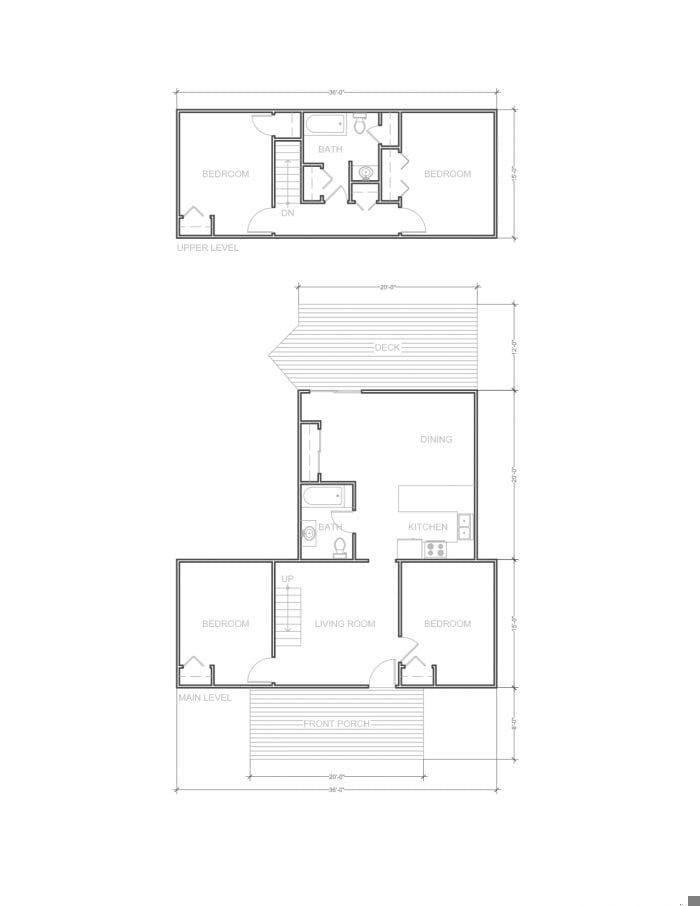 36'-0"
BATH
BEDROOM
BEDROOM
15'-0"
DN
UPPER LEVEL
20'-0"
DECK
12'-0"
DINING
20'-0"
BATH
KITCHEN
UP
BEDROOM
LIVING ROOM
BEDROOM
15'-0"
MAIN LEVEL
FRONT PORCH
8'-0"
20'-0"
36'-0"